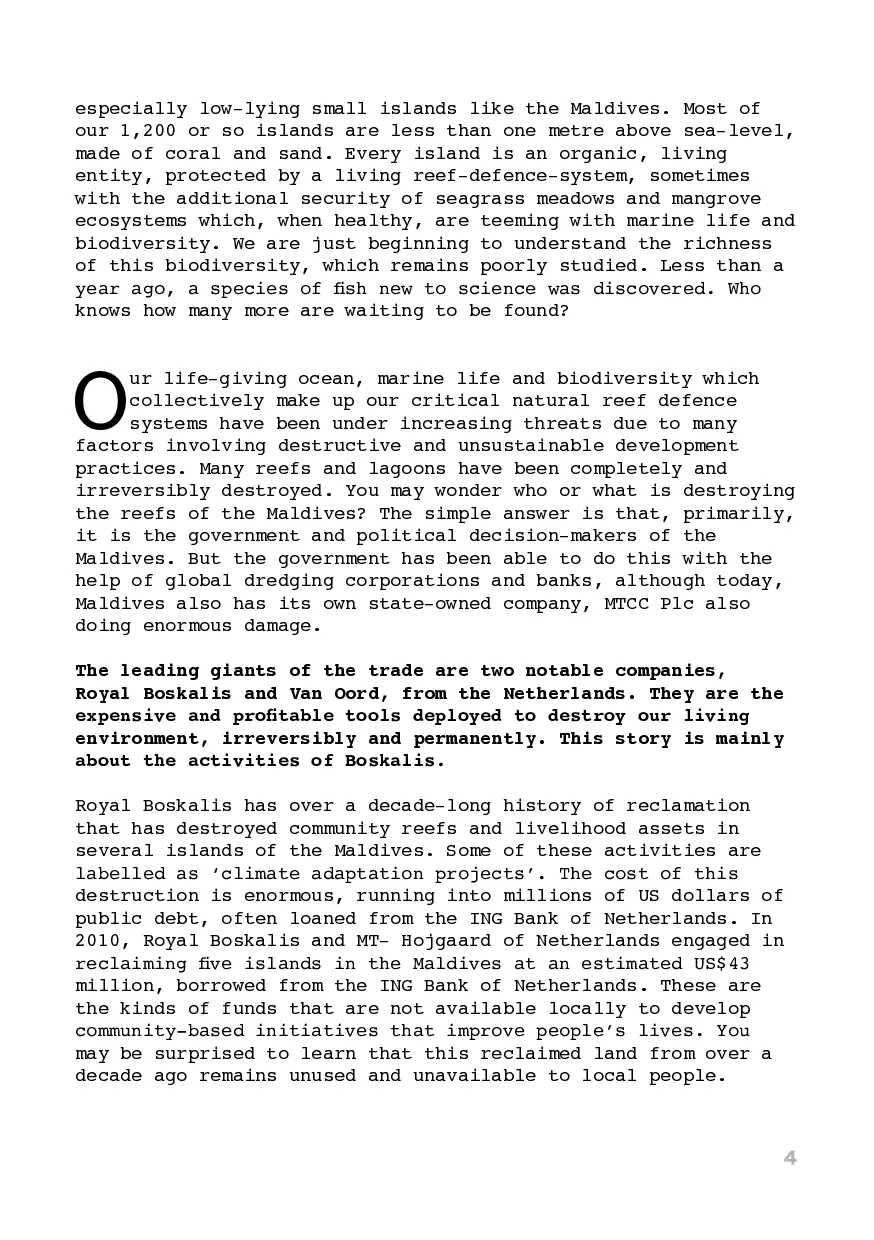 especially low-lying small islands like the Maldives. Most of
our 1,200 or so islands are less than one metre above sea-level,
made of coral and sand. Every island is an organic, living
entity, protected by a living reef-defence-system, sometimes
with the additional security of seagrass meadows and mangrove
ecosystems which, when healthy, are teeming with marine life and
biodiversity. We are just beginning to understand the richness
of this biodiversity, which remains poorly studied. Less than a
year ago, a species of fish new to science was discovered. Who
knows how many more are waiting to be found?
Our life-giving ocean, marine life and biodiversity which
collectively make up our critical natural reef defence
systems have been under increasing threats due to many
factors involving destructive and unsustainable development
practices. Many reefs and lagoons have been completely and
irreversibly destroyed. You may wonder who or what is destroying
the reefs of the Maldives? The simple answer is that, primarily,
it is the government and political decision-makers of the
Maldives. But the government has been able to do this with the
help of global dredging corporations and banks, although today,
Maldives also has its own state-owned company, MTCC Plc also
doing enormous damage.
The leading giants of the trade are two notable companies,
Royal Boskalis and Van Oord, from the Netherlands. They are the
expensive and profitable tools deployed to destroy our living
environment, irreversibly and permanently. This story is mainly
about the activities of Boskalis.
Royal Boskalis has over a decade-long history of reclamation
that has destroyed community reefs and livelihood assets in
several islands of the Maldives. Some of these activities are
labelled as ‘climate adaptation projects’. The cost of this
destruction is enormous, running into millions of US dollars of
public debt, often loaned from the ING Bank of Netherlands. In
2010, Royal Boskalis and MT- Hojgaard of Netherlands engaged in
reclaiming five islands in the Maldives at an estimated US$43
million, borrowed from the ING Bank of Netherlands. These are
the kinds of funds that are not available locally to develop
community-based initiatives that improve people’s lives. You
may be surprised to learn that this reclaimed land from over a
decade ago remains unused and unavailable to local people.
4